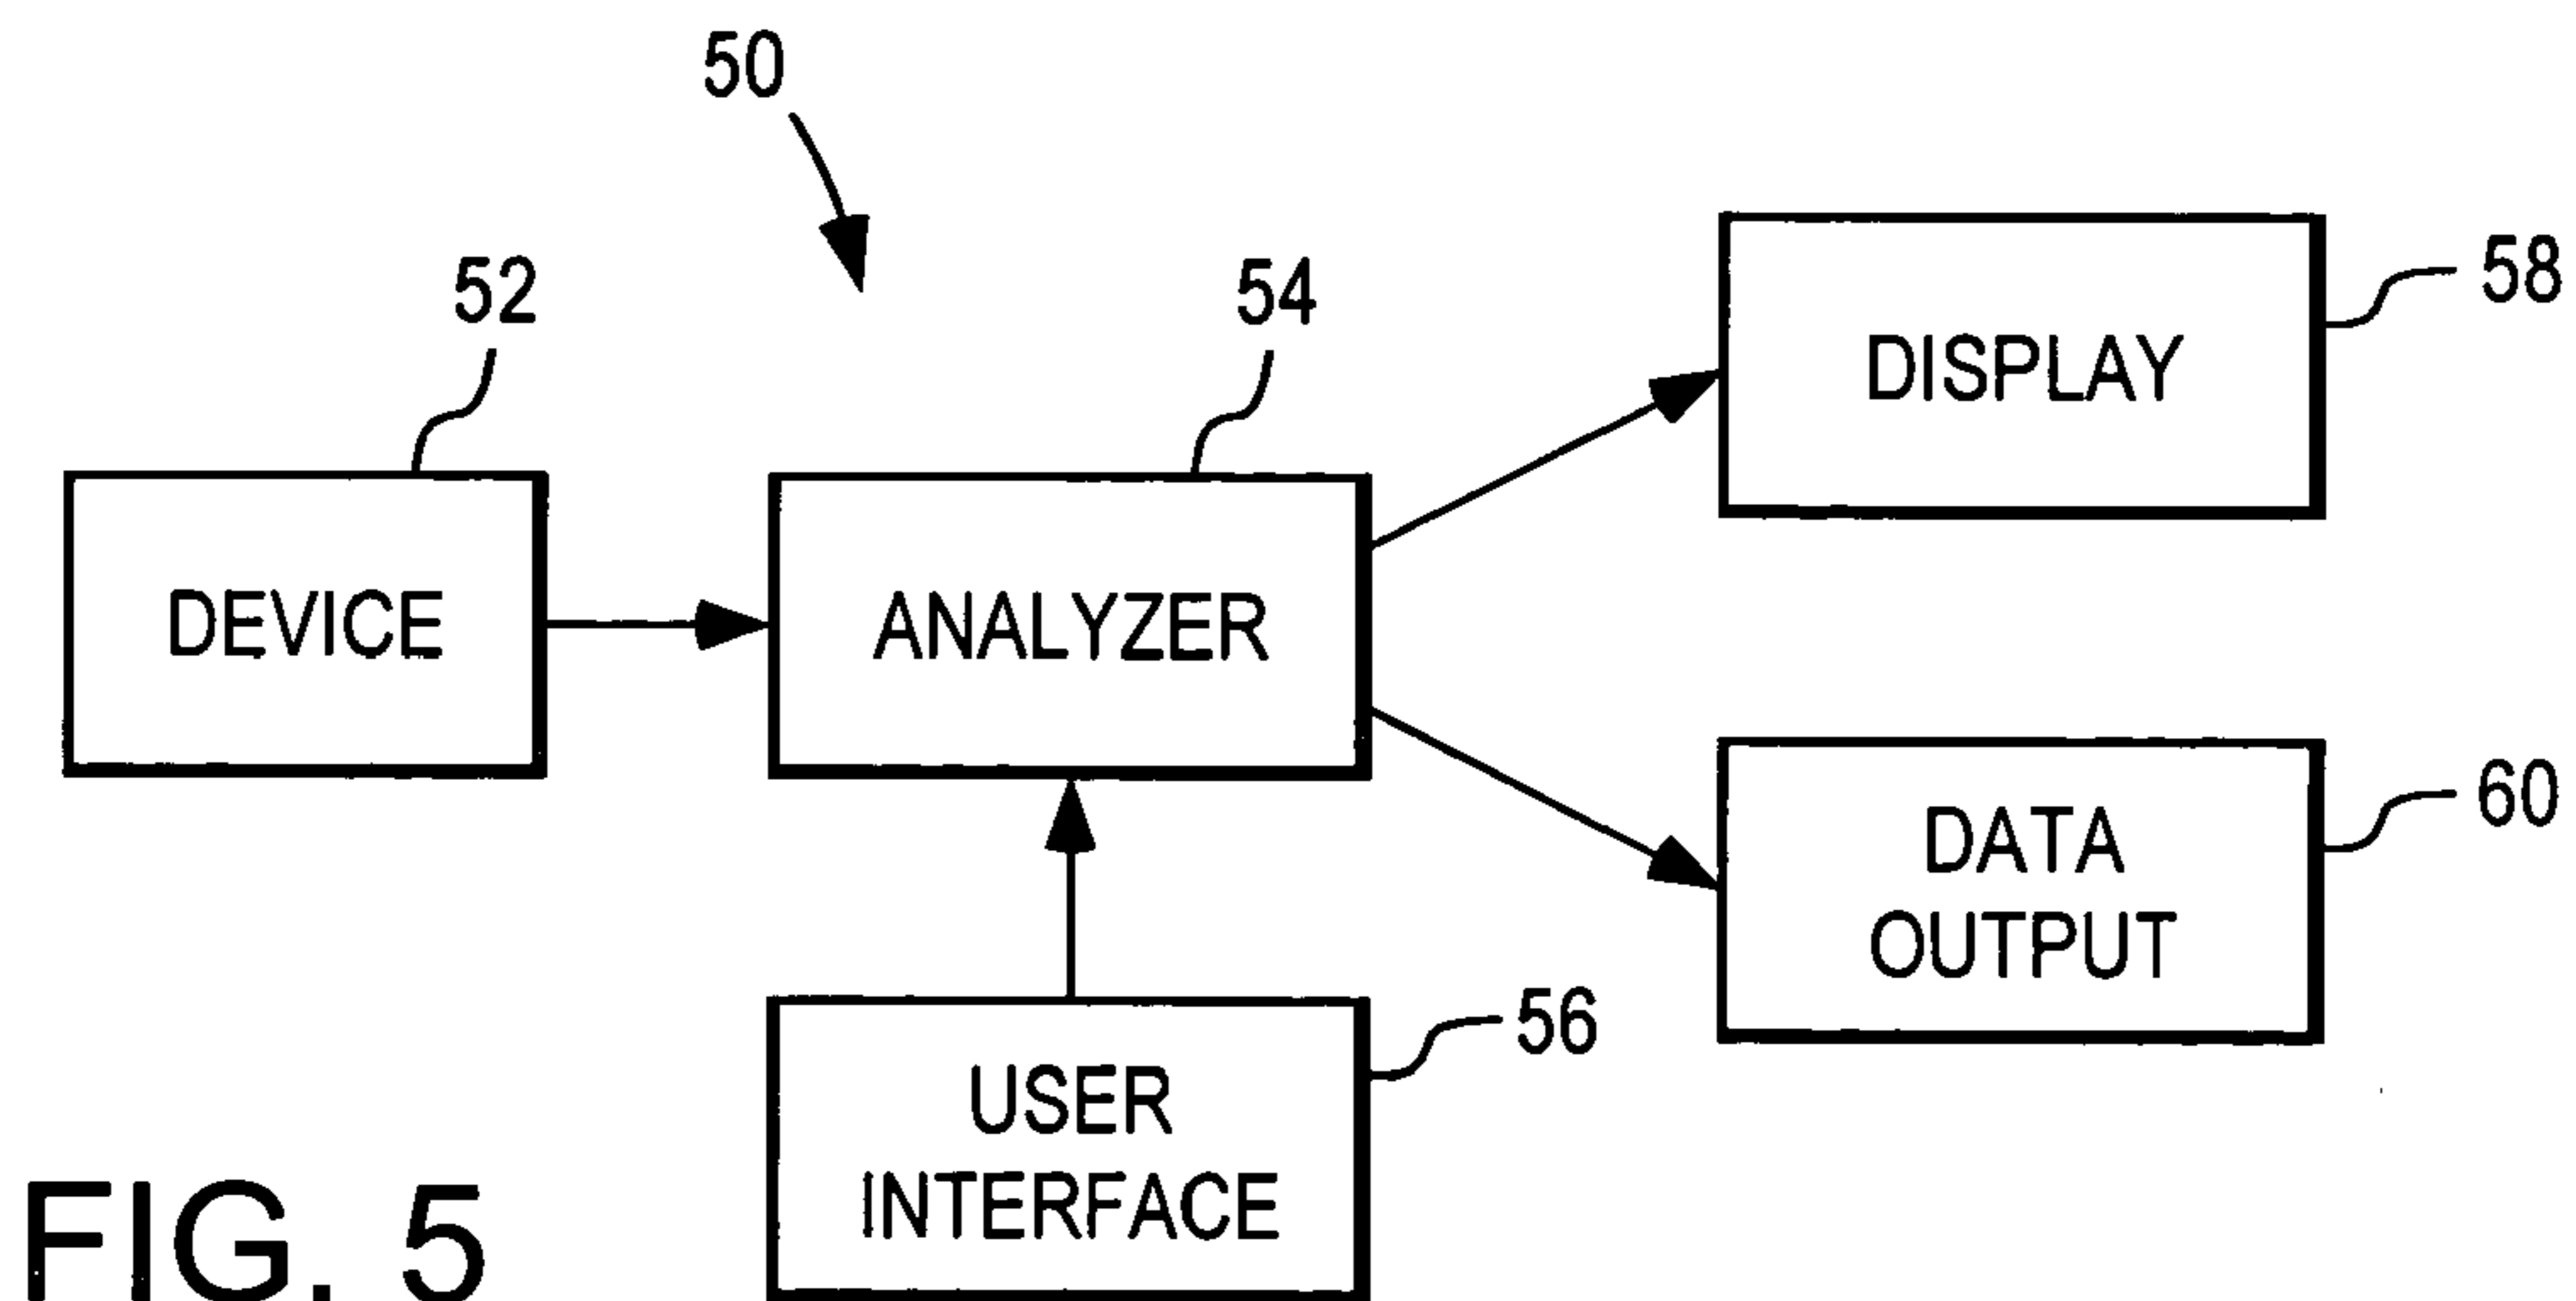 50
52
54
58
DISPLAY
DEVICE
ANALYZER
60
DATA
OUTPUT
56
USER
INTERFACE
FIG. 5